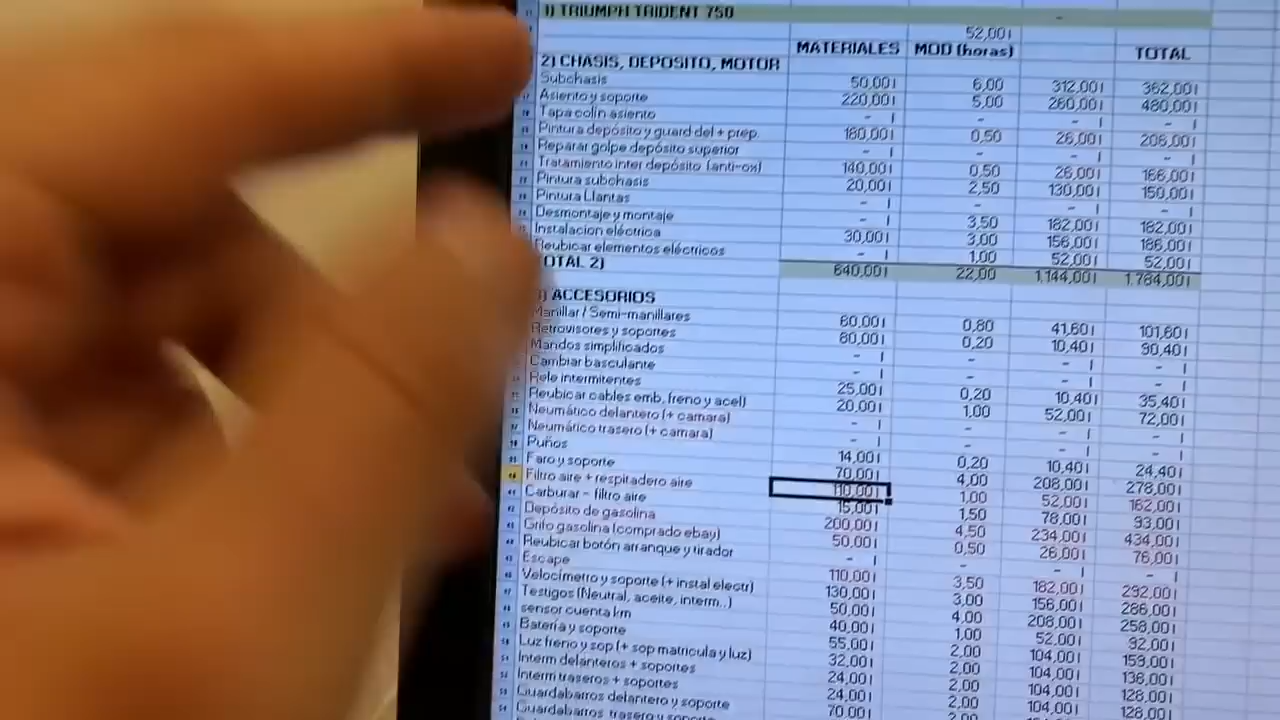 1) TRIUMPH TRIDENT 750 -
52,00
MATERIALES MOD (horas) TOTAL
2) CHASIS, DEPOSITO, MOTOR
Subchasis 50,00 6,00 312,00 362,00
Asiento y soporte 220,00 5,00 260,00 480,00
Tapa colín asiento - - - -
Pintura depósito y guard del + prep. 180,00 0,50 26,00 206,00
Reparar golpe depósito superior - - - -
Tratamiento inter depósito (anti-ox) 140,00 0,50 26,00 166,00
Pintura subchasis 20,00 2,50 130,00 150,00
Pintura Llantas - - - -
Desmontaje y montaje - 3,50 182,00 182,00
Instalacion eléctrica 30,00 3,00 156,00 186,00
Reubicar elementos eléctricos - 1,00 52,00 52,00
OTAL 2) 640,00 22,00 1.144,00 1.784,00
) ACCESORIOS
Manillar / Semi-manillares 60,00 0,80 41,60 101,60
Retrovisores y soportes 80,00 0,20 10,40 90,40
Mandos simplificados - - - -
Cambiar basculante - - - -
Rele intermitentes 25,00 0,20 10,40 35,40
Reubicar cables emb, freno y acel) 20,00 1,00 52,00 72,00
Neumático delantero (+ camara) - - - -
Neumático trasero (+ camara) - - - -
Puños 14,00 0,20 10,40 24,40
Faro y soporte 70,00 4,00 208,00 278,00
Filtro aire + respitadero aire 110,00 1,00 52,00 162,00
Carburar - filtro aire 15,00 1,50 78,00 93,00
Depósito de gasolina 200,00 4,50 234,00 434,00
Grifo gasolina (comprado ebay) 50,00 0,50 26,00 76,00
Reubicar botón arranque y tirador - - - -
Escape 110,00 3,50 182,00 292,00
Velocímetro y soporte (+ instal electr) 130,00 3,00 156,00 286,00
Testigos (Neutral, aceite, interm..) 50,00 4,00 208,00 258,00
sensor cuenta km 40,00 1,00 52,00 92,00
Batería y soporte 55,00 2,00 104,00 159,00
Luz freno y sop (+ sop matricula y luz) 32,00 2,00 104,00 136,00
Interm delanteros + soportes 24,00 2,00 104,00 128,00
Interm traseros + soportes 24,00 2,00 104,00 128,00
Guardabarros delantero y soporte 70,00
Guardabarros trasero y soporte